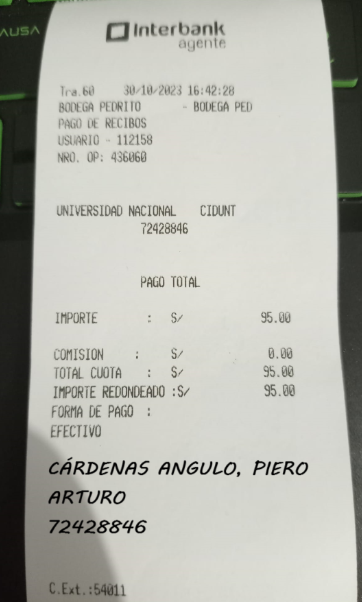 AUSA
Interbank
agente
Tra.60 30/10/2023 16:42:28
BODEGA PEDRITO - BODEGA PED
PAGO DE RECIBOS
USUARIO - 112158
NRO. OP: 436060
UNIVERSIDAD NACIONAL CIDUNT
72428846
PAGO TOTAL
IMPORTE : S/ 95.00
COMISION : S/ 0.00
TOTAL CUOTA : S/ 95.00
IMPORTE REDONDEADO :S/ 95.00
FORMA DE PAGO :
EFECTIVO
CÁRDENAS ANGULO, PIERO
ARTURO
72428846
C.Ext.:54011